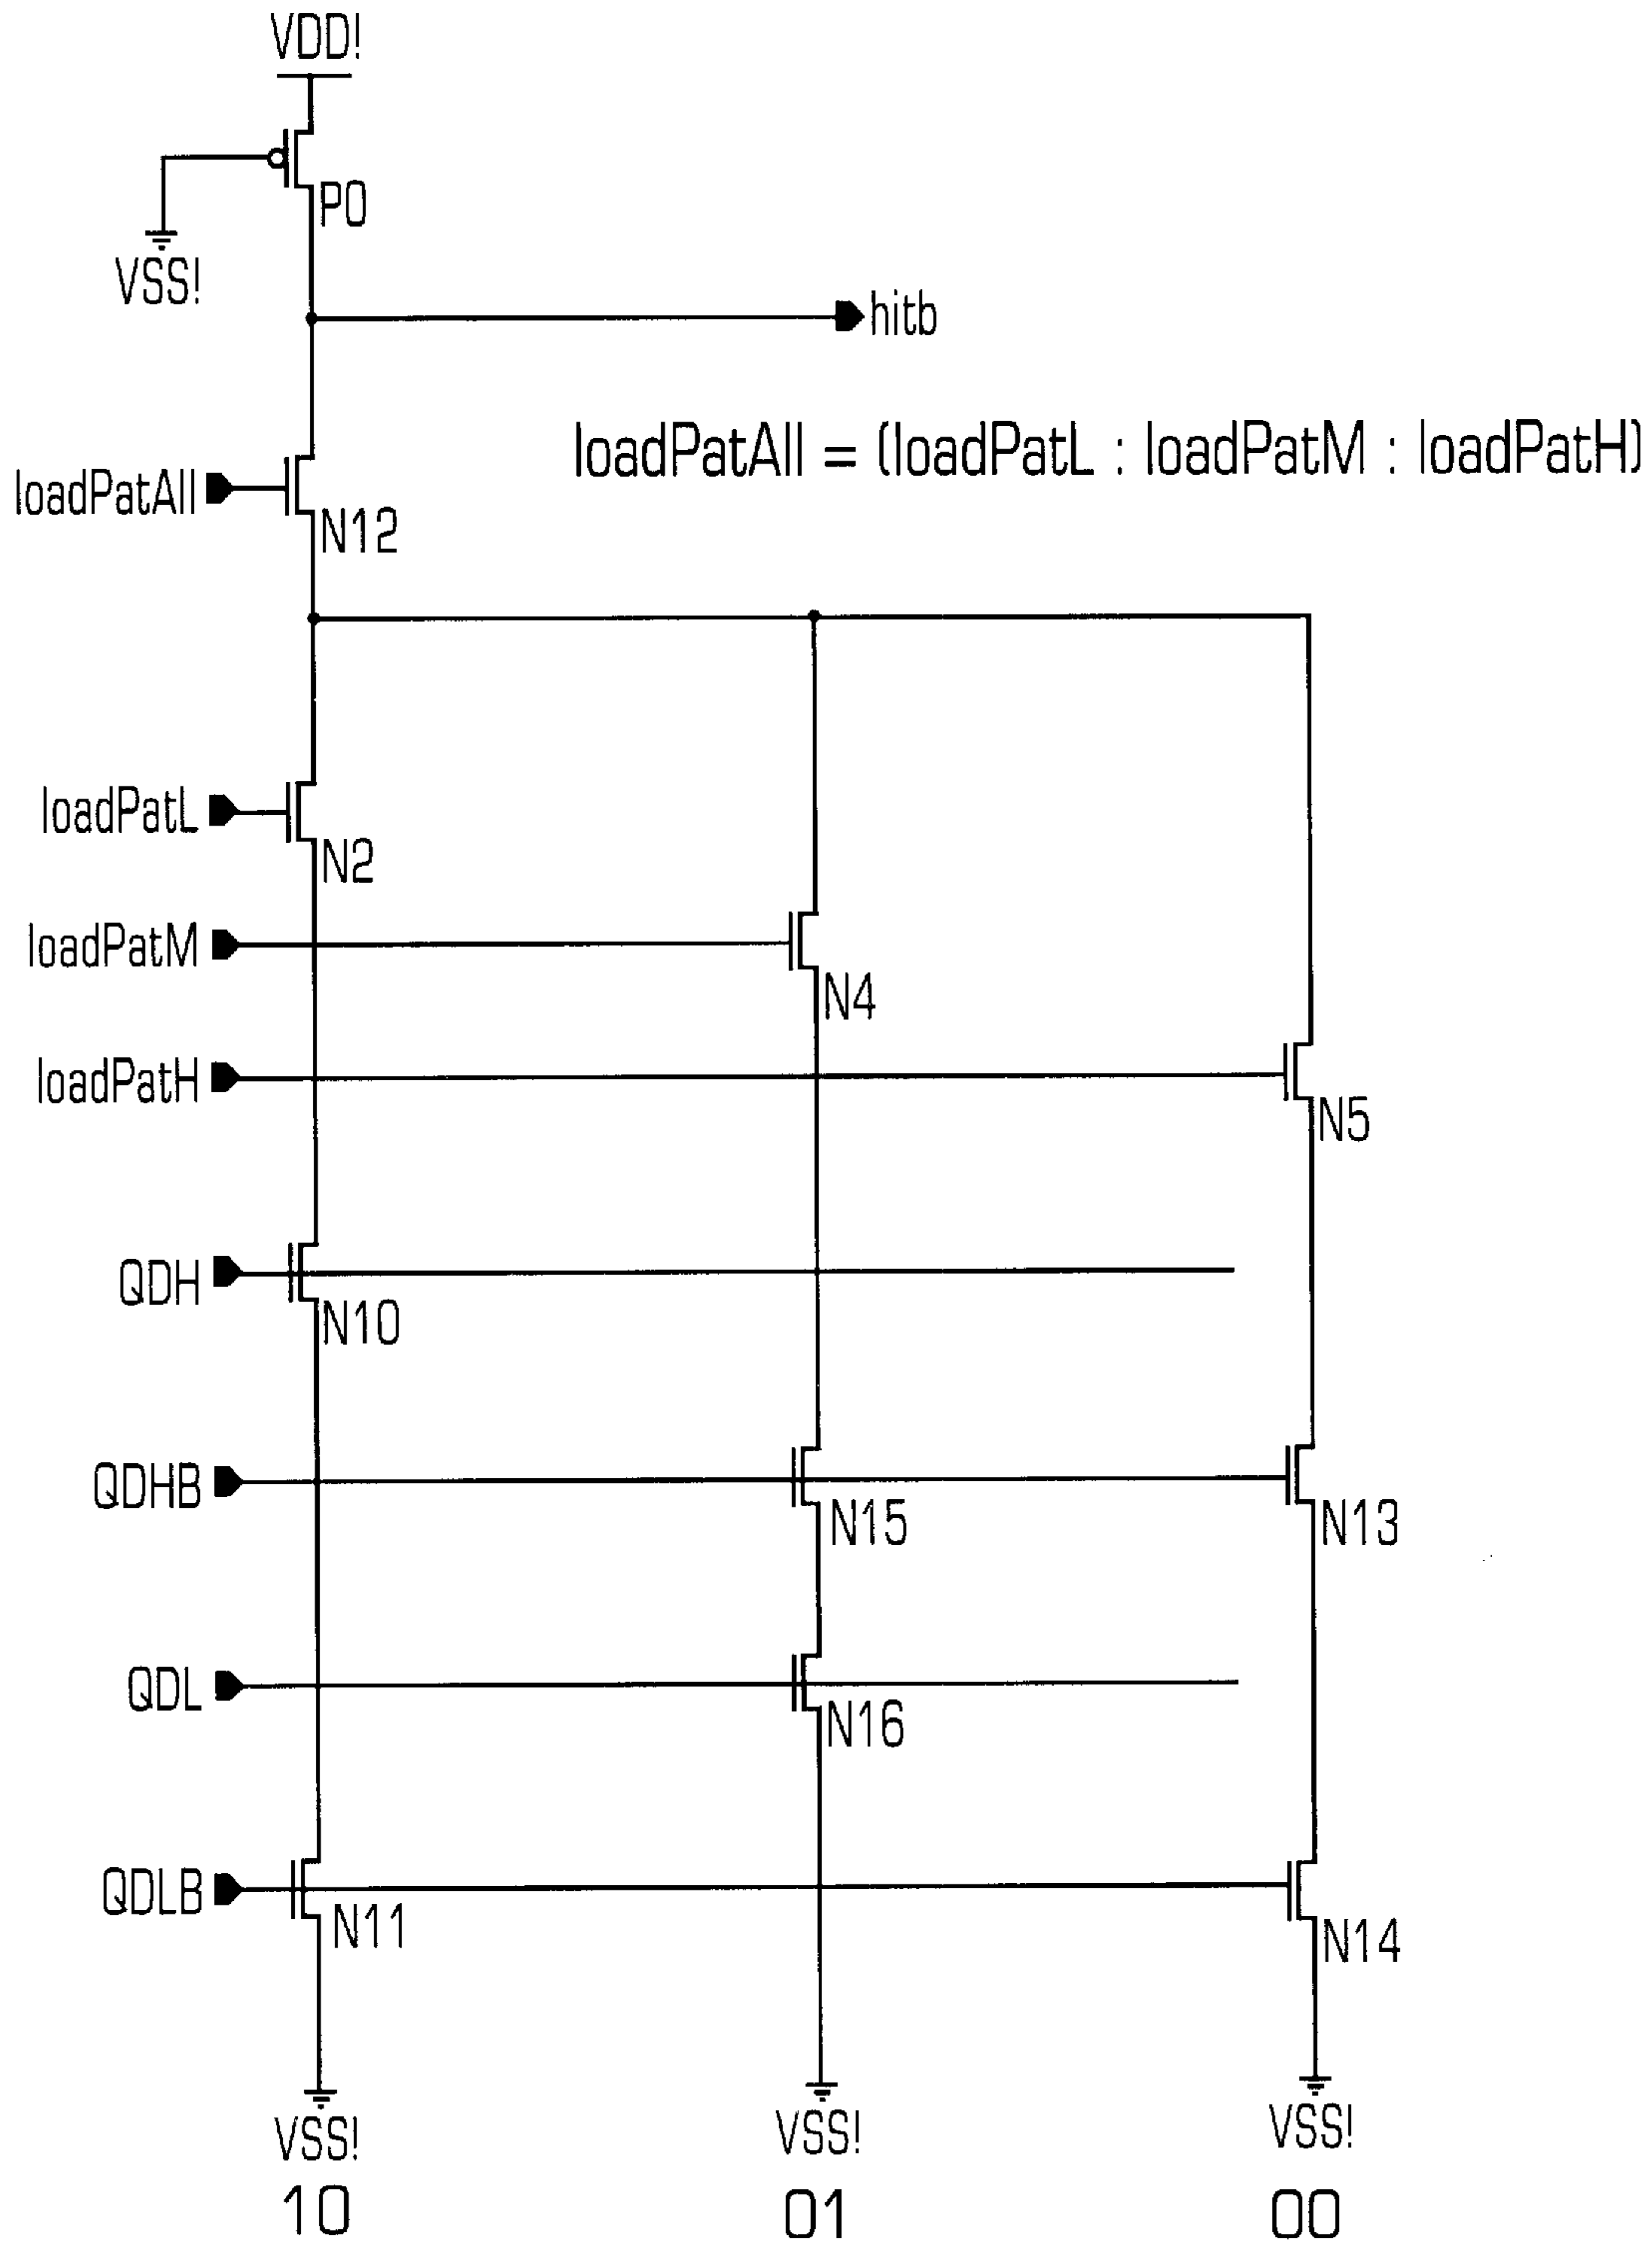 VDD!
P0
VSS!
hitb
loadPatAll = (loadPatL : loadPatM : loadPatH)
loadPatAll
N12
loadPatL
N2
loadPatM
N4
loadPatH
N5
QDH
N10
QDHB
N15
N13
QDL
N16
QDLB
N11
N14
VSS!
VSS!
VSS!
10
01
00